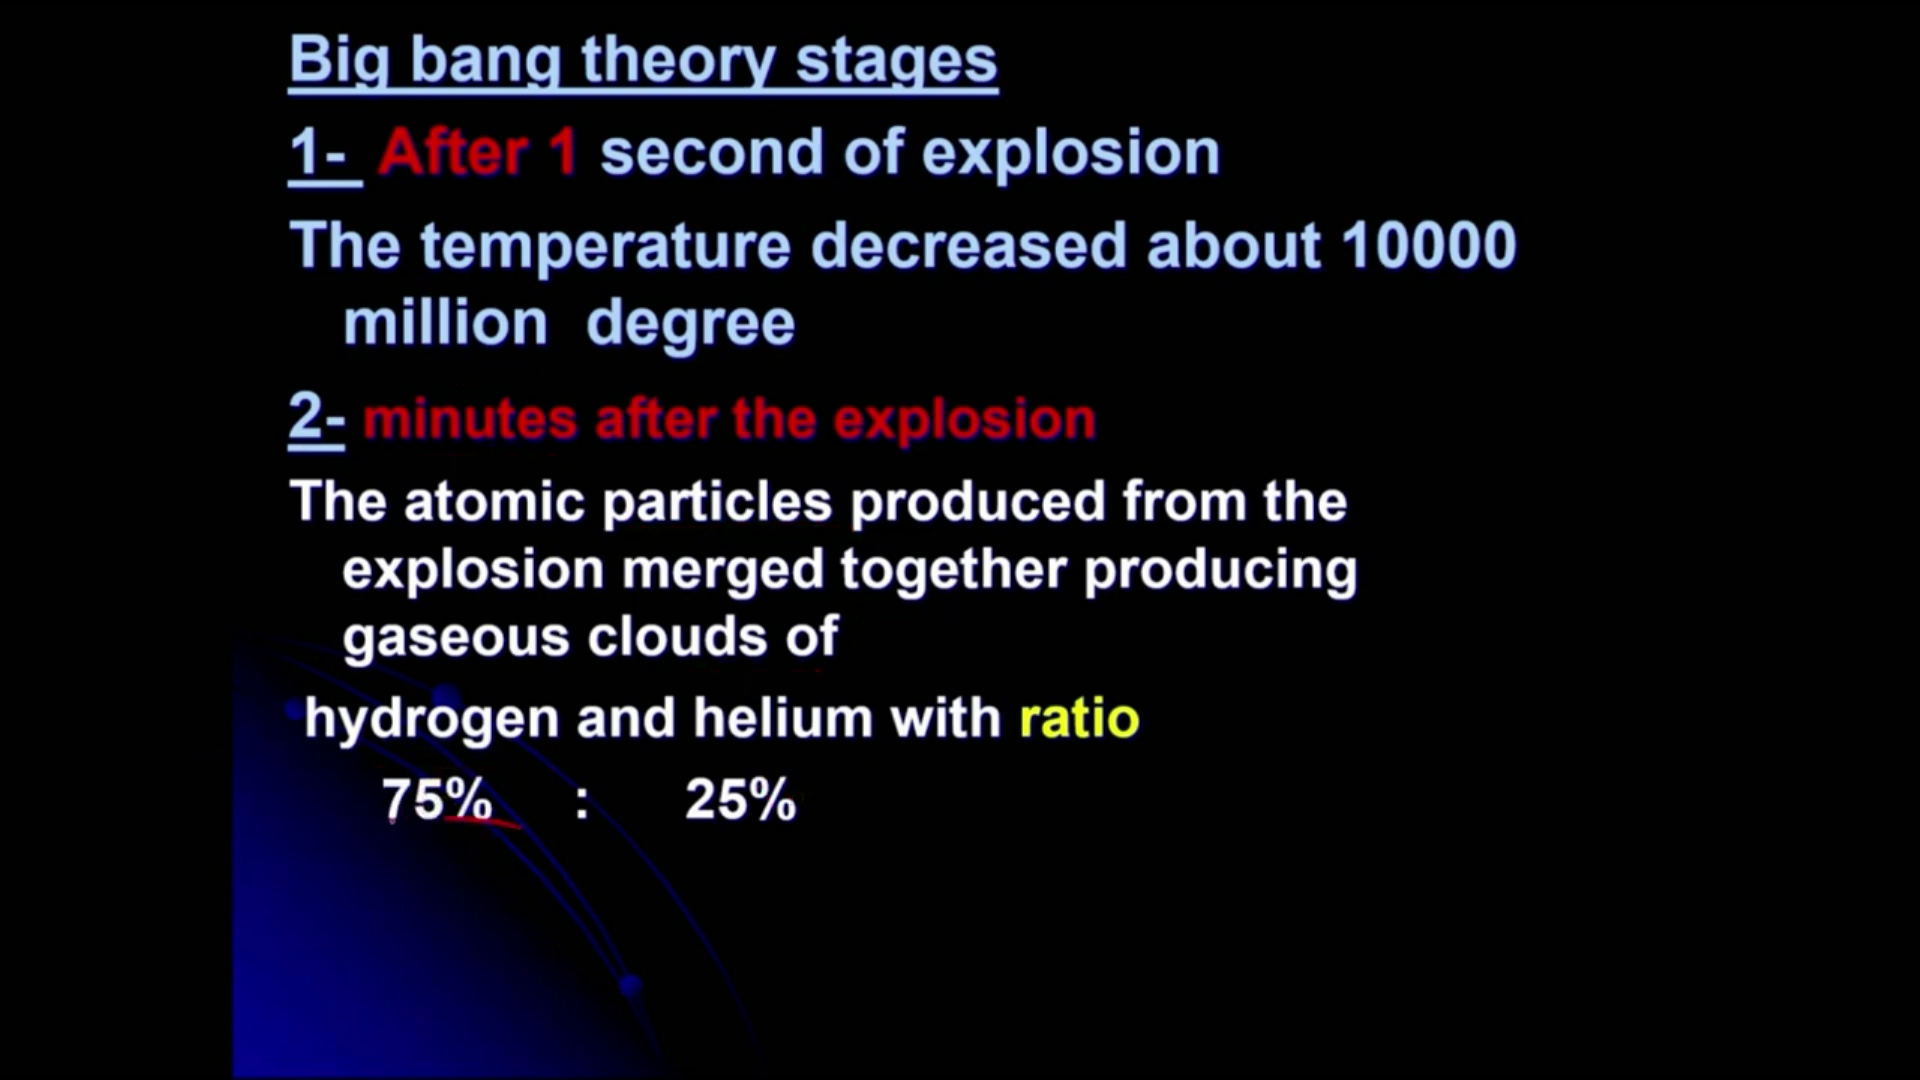 Big bang theory stages
1- After 1 second of explosion
The temperature decreased about 10000
million degree
2- minutes after the explosion
The atomic particles produced from the
explosion merged together producing
gaseous clouds of
hydrogen and helium with ratio
75% : 25%